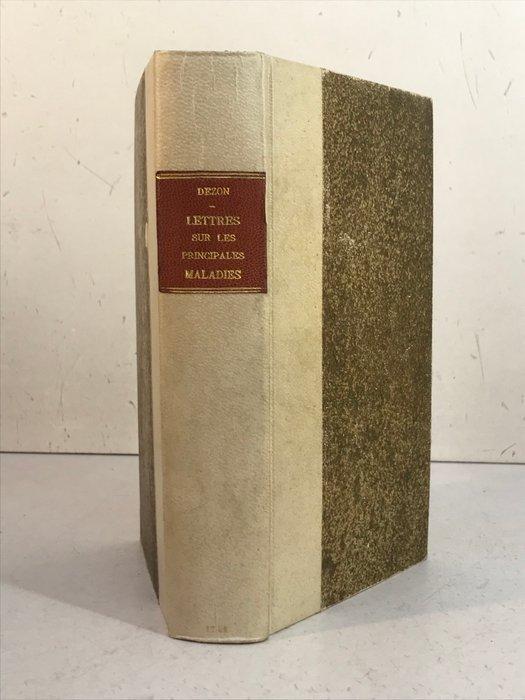 DEZON
–
LETTRES
SUR LES
PRINCIPALES
MALADIES